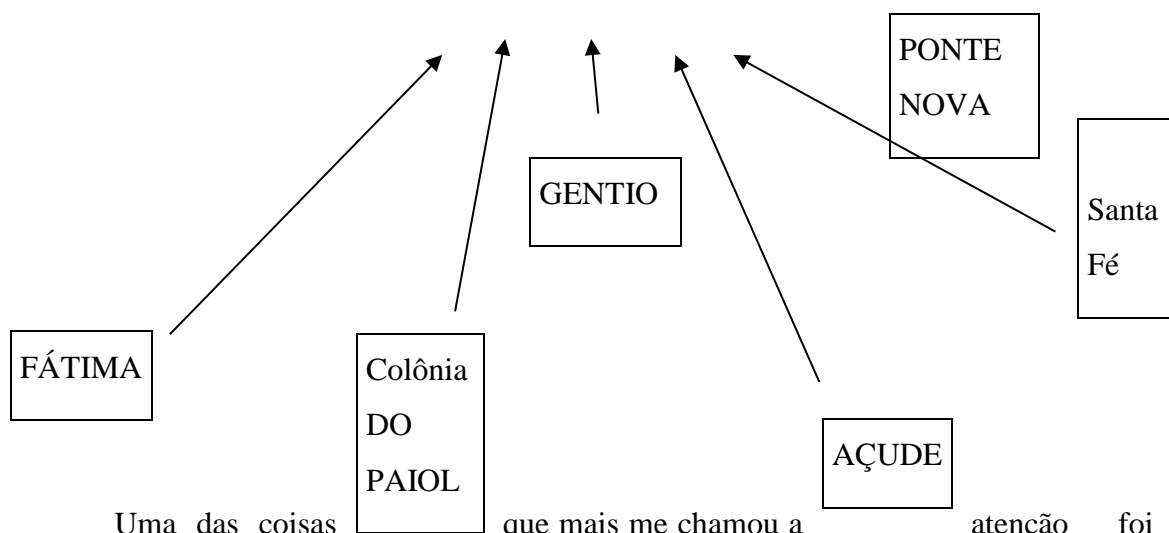 PONTE
NOVA
GENTIO
Santa
Fé
FÁTIMA
Colônia
DO
PAIOL
AÇUDE
Uma das coisas que mais me chamou a atenção foi